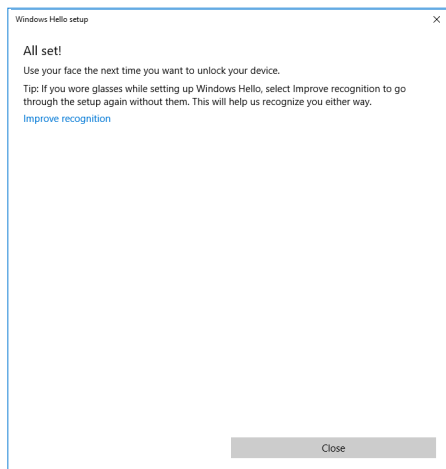 Windows Hello setup
All set!
Use your face the next time you want to unlock your device.
Tip: If you wore glasses while setting up Windows Hello, select Improve recognition to go
through the setup again without them. This will help us recognize you either way.
Improve recognition
Close